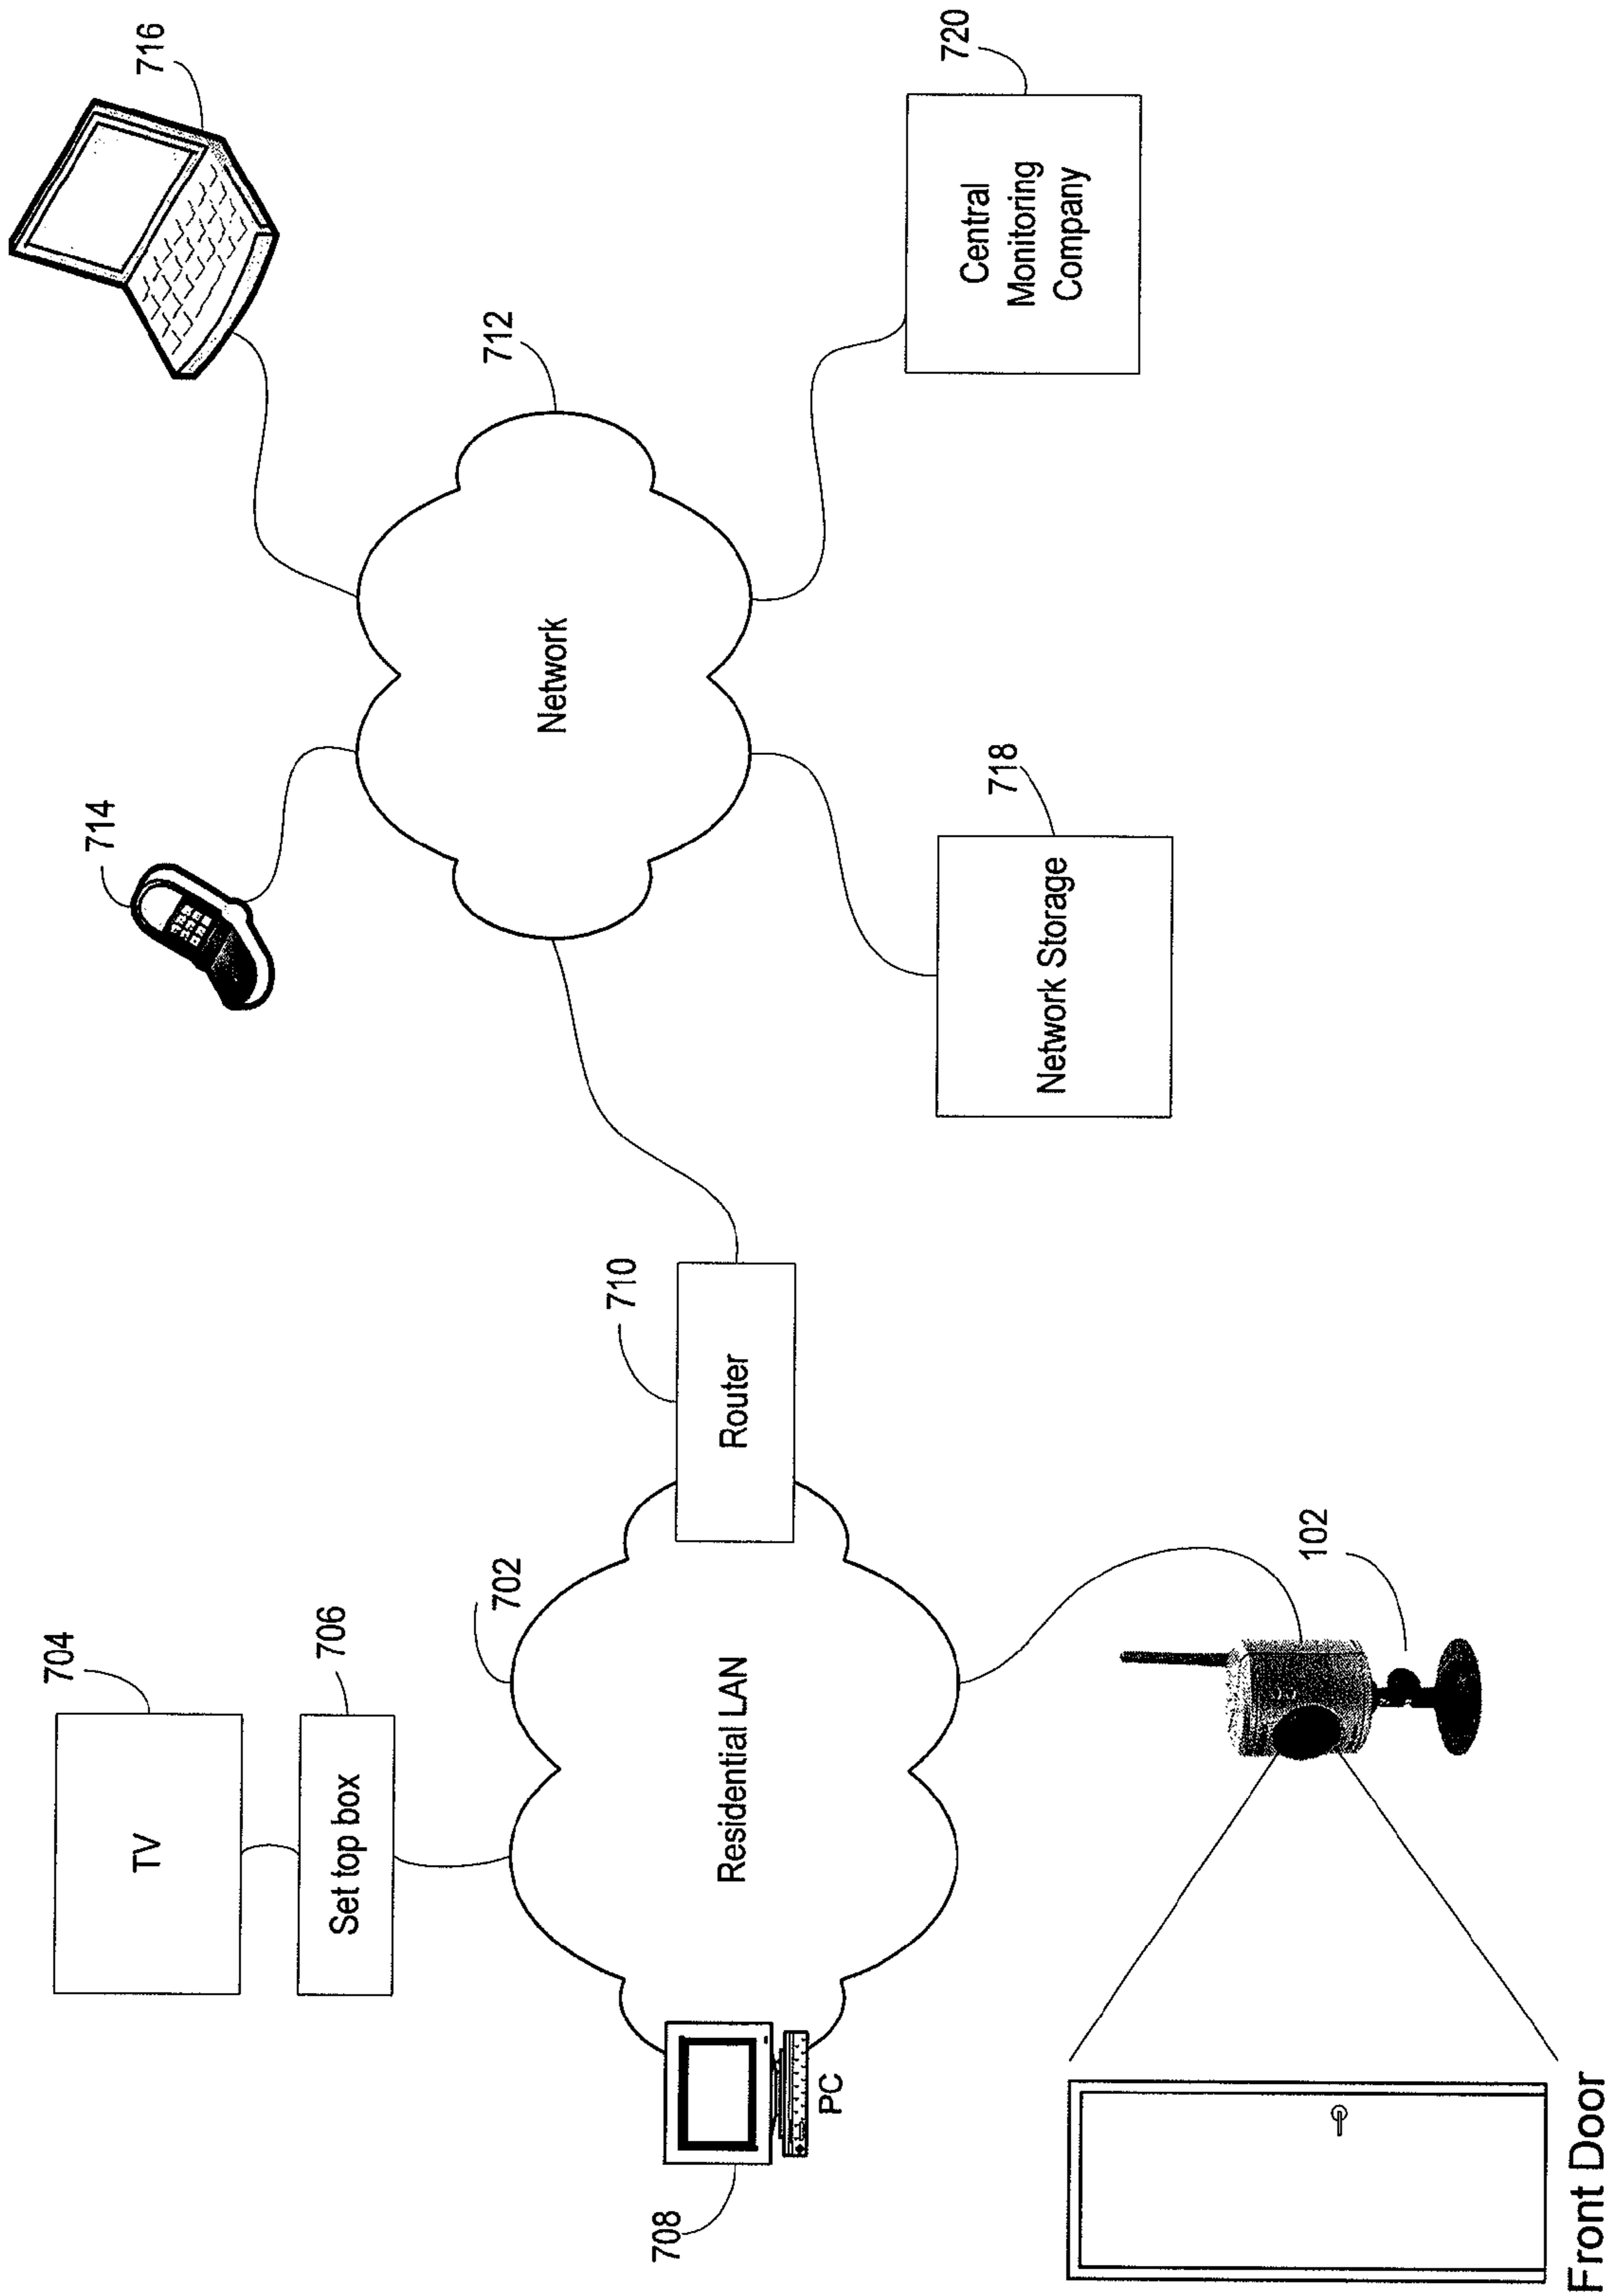 704
TV
706
Set top box
702
Residential LAN
708
PC
710
Router
714
716
712
Network
718
Network Storage
720
Central
Monitoring
Company
102
Front Door